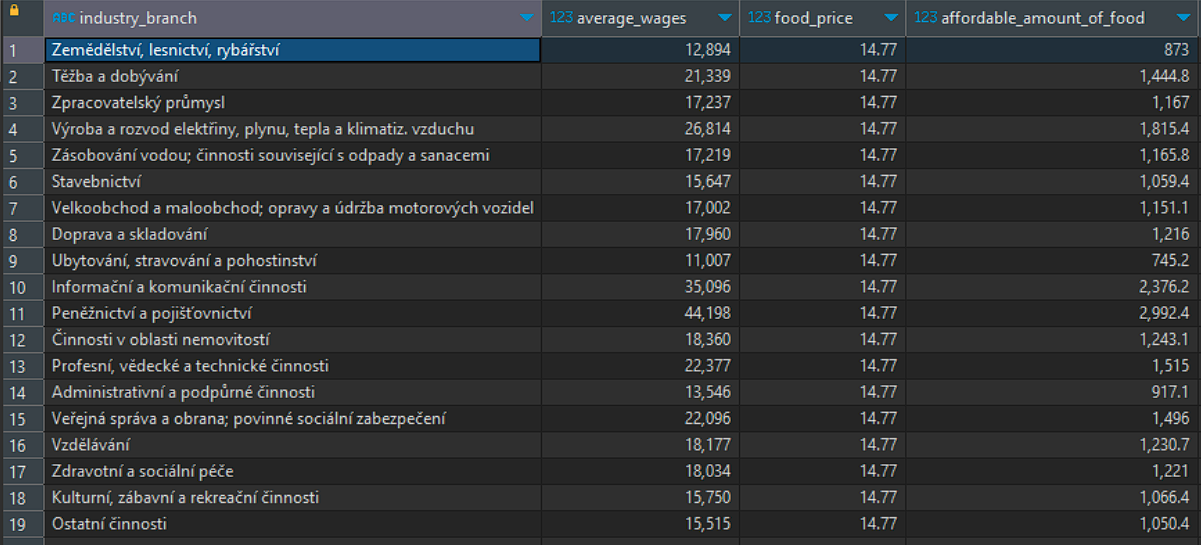 ABC industry_branch 123 average_wages 123 food_price 123 affordable_amount_of_food
1 Zemědělství, lesnictví, rybářství 12,894 14.77 873
2 Těžba a dobývání 21,339 14.77 1,444.8
3 Zpracovatelský průmysl 17,237 14.77 1,167
4 Výroba a rozvod elektřiny, plynu, tepla a klimatiz. vzduchu 26,814 14.77 1,815.4
5 Zásobování vodou; činnosti související s odpady a sanacemi 17,219 14.77 1,165.8
6 Stavebnictví 15,647 14.77 1,059.4
7 Velkoobchod a maloobchod; opravy a údržba motorových vozidel 17,002 14.77 1,151.1
8 Doprava a skladování 17,960 14.77 1,216
9 Ubytování, stravování a pohostinství 11,007 14.77 745.2
10 Informační a komunikační činnosti 35,096 14.77 2,376.2
11 Peněžnictví a pojišťovnictví 44,198 14.77 2,992.4
12 Činnosti v oblasti nemovitostí 18,360 14.77 1,243.1
13 Profesní, vědecké a technické činnosti 22,377 14.77 1,515
14 Administrativní a podpůrné činnosti 13,546 14.77 917.1
15 Veřejná správa a obrana; povinné sociální zabezpečení 22,096 14.77 1,496
16 Vzdělávání 18,177 14.77 1,230.7
17 Zdravotní a sociální péče 18,034 14.77 1,221
18 Kulturní, zábavní a rekreační činnosti 15,750 14.77 1,066.4
19 Ostatní činnosti 15,515 14.77 1,050.4